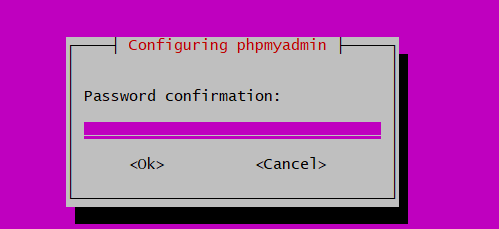 Configuring phpmyadmin
Password confirmation:
<Ok> <Cancel>